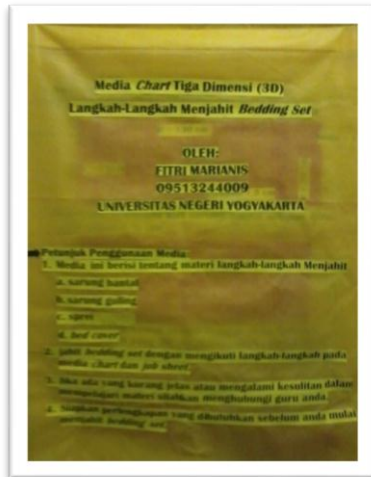 Media Chart Tiga Dimensi (3D)
Langkah-Langkah Menjahit Bedding Set
OLEH:
FITRI MARIANIS
09513244009
UNIVERSITAS NEGERI YOGYAKARTA
Petunjuk Penggunaan Media
1. Media ini berisi tentang materi langkah-langkah Menjahit
a. sarung bantal
b. sarung guling
c. sprei
d. bed cover
2. jahit bedding set dengan mengikuti langkah-langkah pada
media chart dan job sheet.
3. Jika ada yang kurang jelas atau mengalami kesulitan dalam
mempelajari materi silahkan menghubungi guru anda.
4. Siapkan perlengkapan yang dibutuhkan sebelum anda mulai
menjahit bedding set.